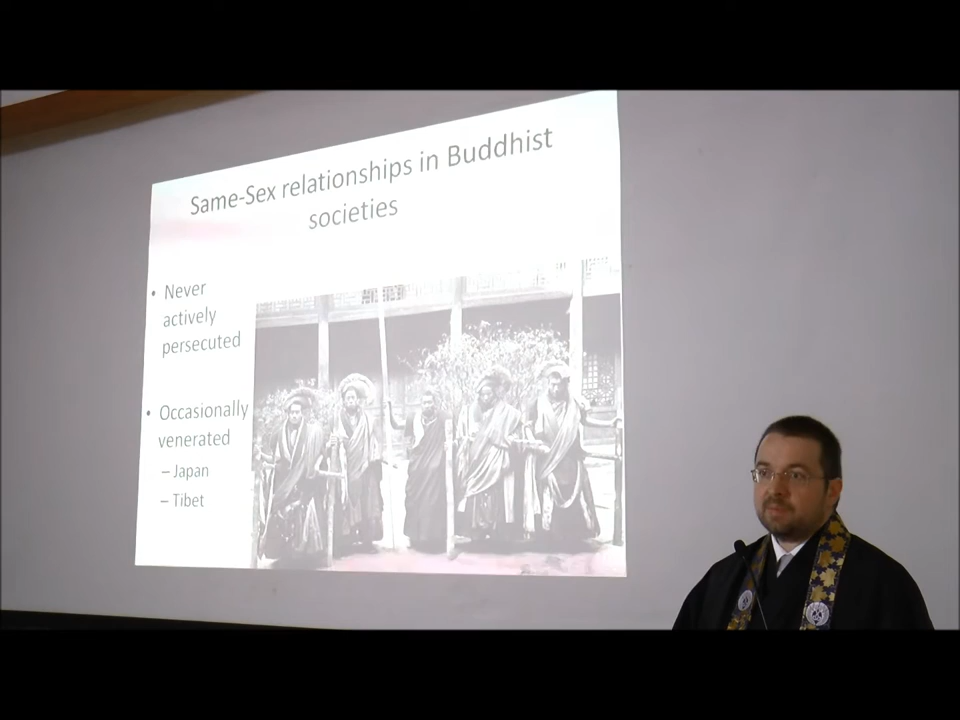 Same-Sex relationships in Buddhist
societies
• Never
actively
persecuted
• Occasionally
venerated
– Japan
– Tibet